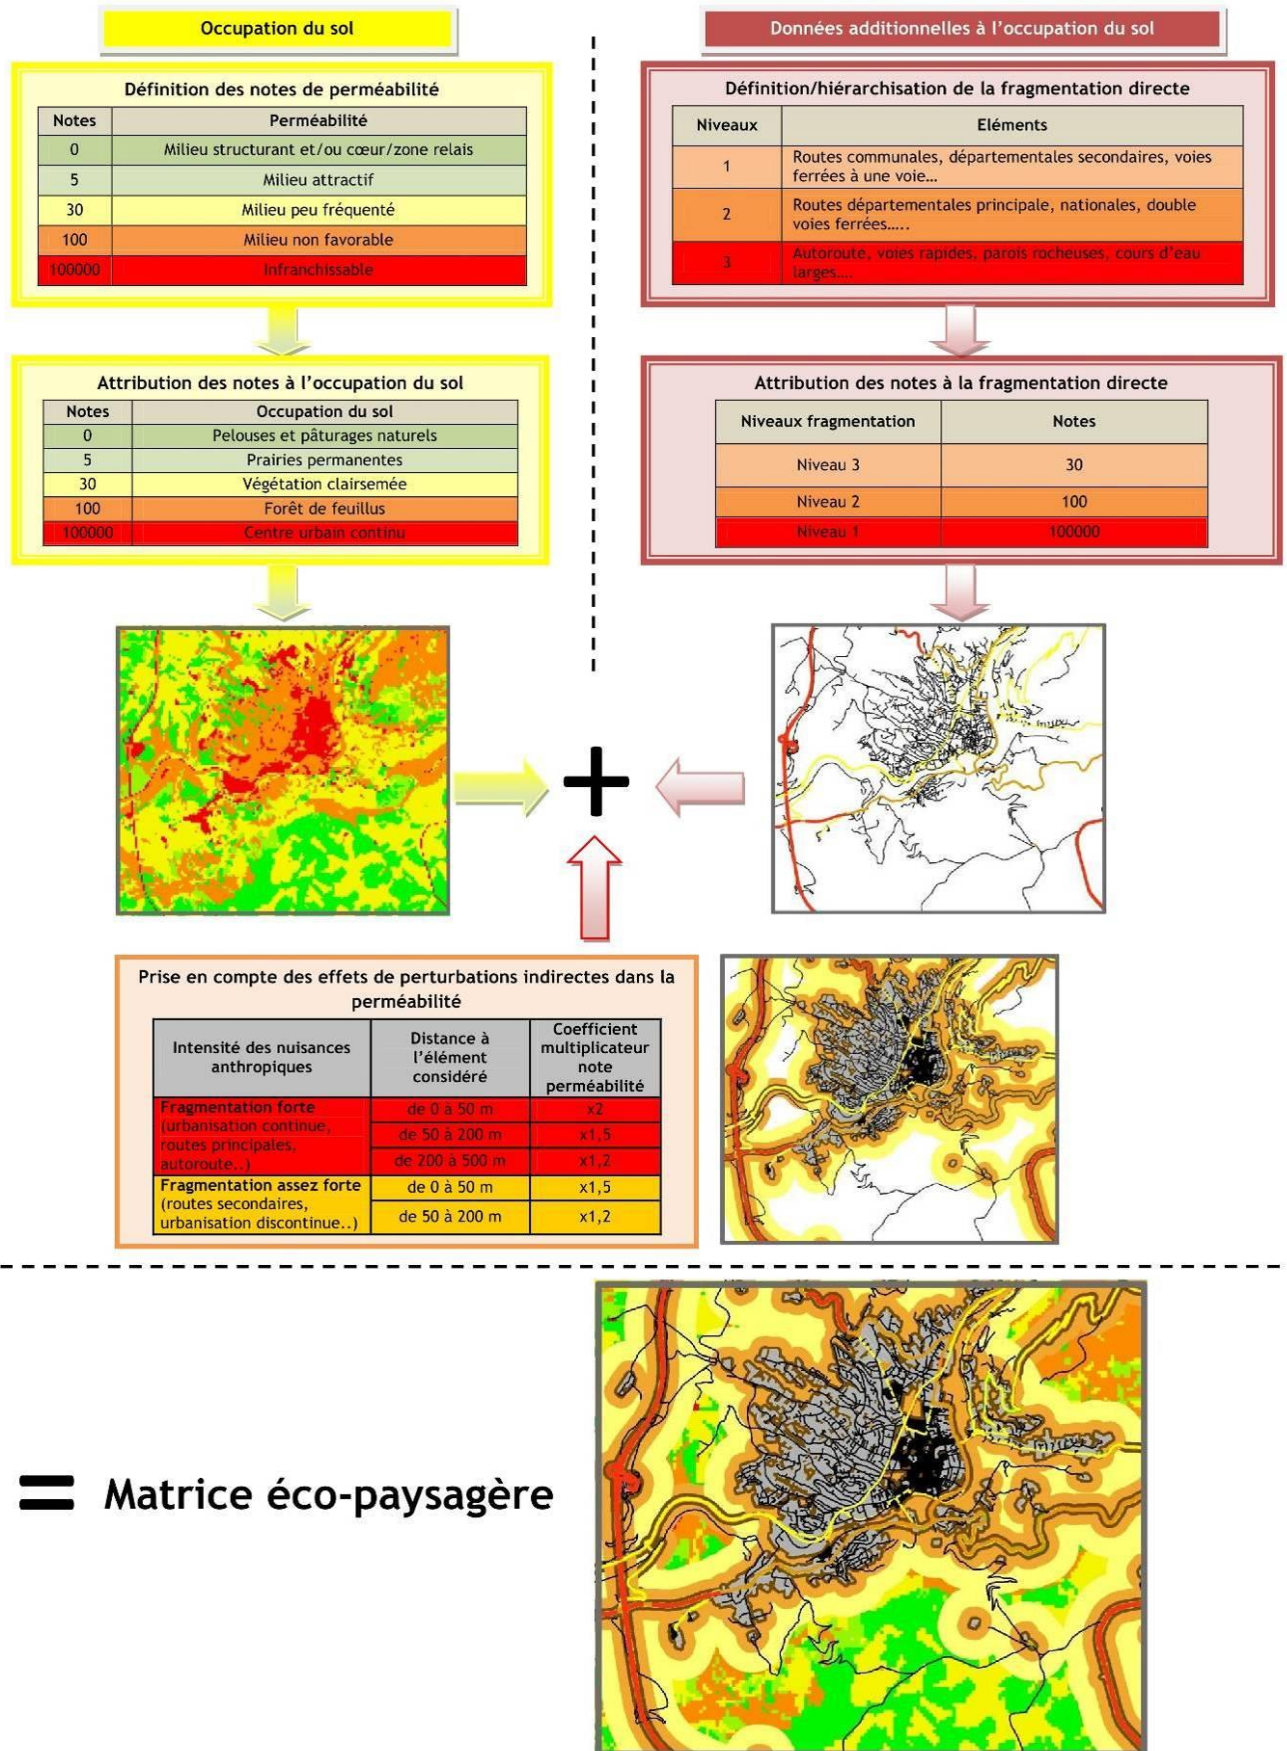 Occupation du sol
Définition des notes de perméabilité
Notes Perméabilité
0 Milieu structurant et/ou cœur/zone relais
5 Milieu attractif
30 Milieu peu fréquenté
100 Milieu non favorable
100000 Infranchissable
Attribution des notes à l'occupation du sol
Notes Occupation du sol
0 Pelouses et pâturages naturels
5 Prairies permanentes
30 Végétation clairsemée
100 Forêt de feuillus
100000 Centre urbain continu
Données additionnelles à l'occupation du sol
Définition/hiérarchisation de la fragmentation directe
Niveaux Eléments
1 Routes communales, départementales secondaires, voies
ferrées à une voie…
2 Routes départementales principale, nationales, double
voies ferrées…..
3 Autoroute, voies rapides, parois rocheuses, cours d'eau
larges….
Attribution des notes à la fragmentation directe
Niveaux fragmentation Notes
Niveau 3 30
Niveau 2 100
Niveau 1 100000
+
Prise en compte des effets de perturbations indirectes dans la
perméabilité
Intensité des nuisances
anthropiques
Distance à
l'élément
considéré
Coefficient
multiplicateur
note
perméabilité
Fragmentation forte
(urbanisation continue,
routes principales,
autoroute..)
de 0 à 50 m x2
de 50 à 200 m x1,5
de 200 à 500 m x1,2
Fragmentation assez forte
(routes secondaires,
urbanisation discontinue..)
de 0 à 50 m x1,5
de 50 à 200 m x1,2
= Matrice éco-paysagère